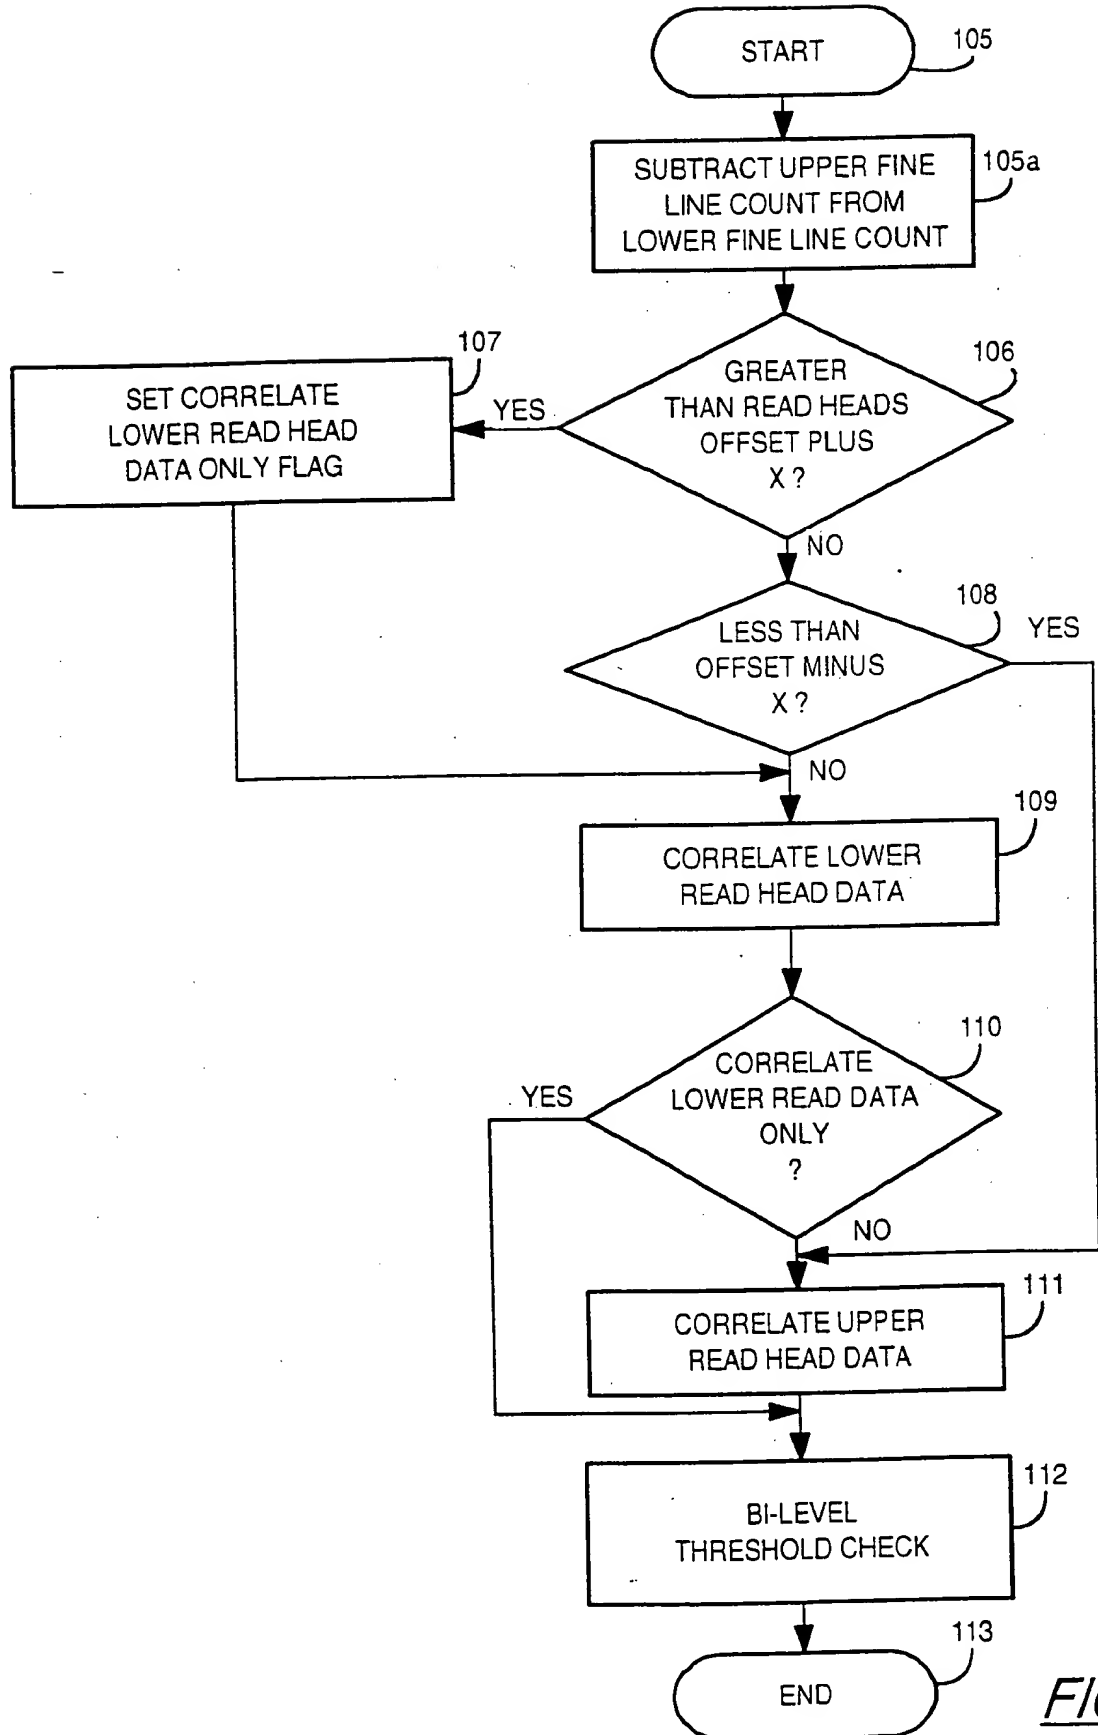 START
105
SUBTRACT UPPER FINE
LINE COUNT FROM
LOWER FINE LINE COUNT
105a
107
SET CORRELATE
LOWER READ HEAD
DATA ONLY FLAG
YES
GREATER
THAN READ HEADS
OFFSET PLUS
X ?
106
NO
LESS THAN
OFFSET MINUS
X ?
108
YES
NO
109
CORRELATE LOWER
READ HEAD DATA
110
CORRELATE
LOWER READ DATA
ONLY
?
YES
NO
111
CORRELATE UPPER
READ HEAD DATA
112
BI-LEVEL
THRESHOLD CHECK
113
END